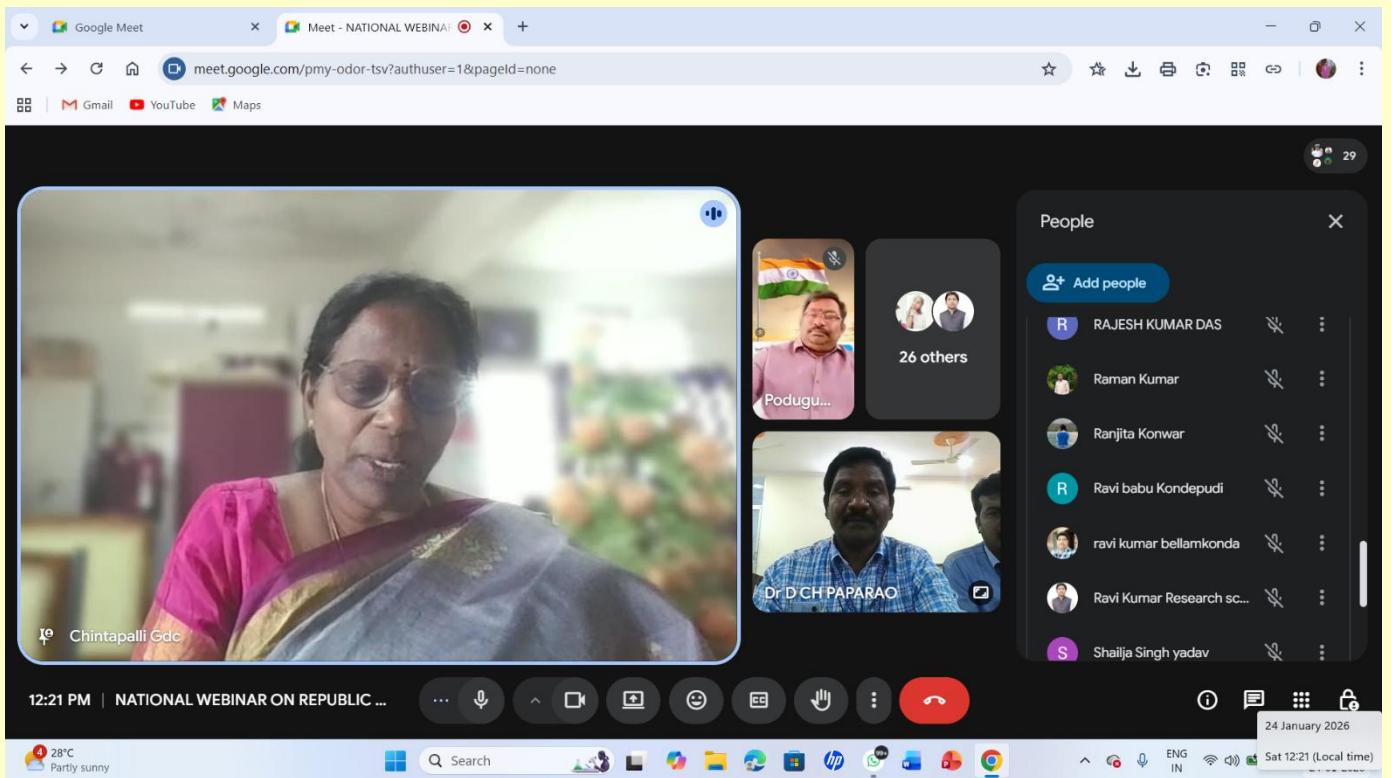 Google Meet
Meet - NATIONAL WEBINAR
meet.google.com/pmy-odor-tsv?authuser=1&pageId=none
Gmail YouTube Maps
29
People
Add people
R RAJESH KUMAR DAS
Raman Kumar
Ranjita Konwar
R Ravi babu Kondepudi
ravi kumar bellamkonda
Ravi Kumar Research sc...
S Shailja Singh yadav
Podugu...
26 others
Dr D CH PAPARAO
Chintapalli Gdc
12:21 PM | NATIONAL WEBINAR ON REPUBLIC ...
24 January 2026
Sat 12:21 (Local time)
4
28°C
Partly sunny
Search
99+
ENG
IN